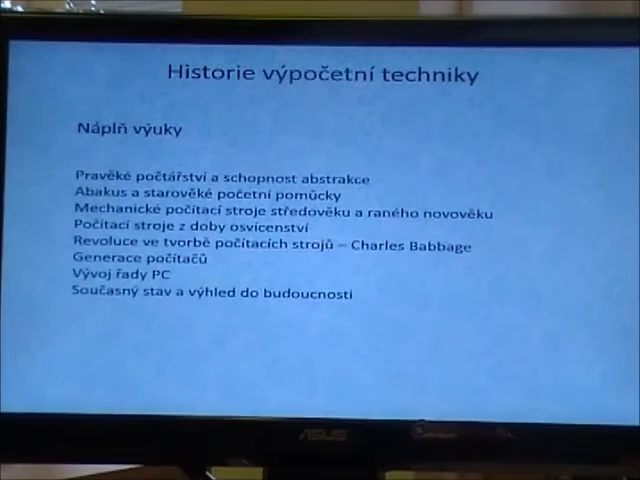 Historie výpočetní techniky
Náplň výuky
Pravěké počtářství a schopnost abstrakce
Abakus a starověké početní pomůcky
Mechanické počítací stroje středověku a raného novověku
Počítací stroje z doby osvícenství
Revoluce ve tvorbě počítacích strojů – Charles Babbage
Generace počítačů
Vývoj řady PC
Současný stav a výhled do budoucnosti
ASUS